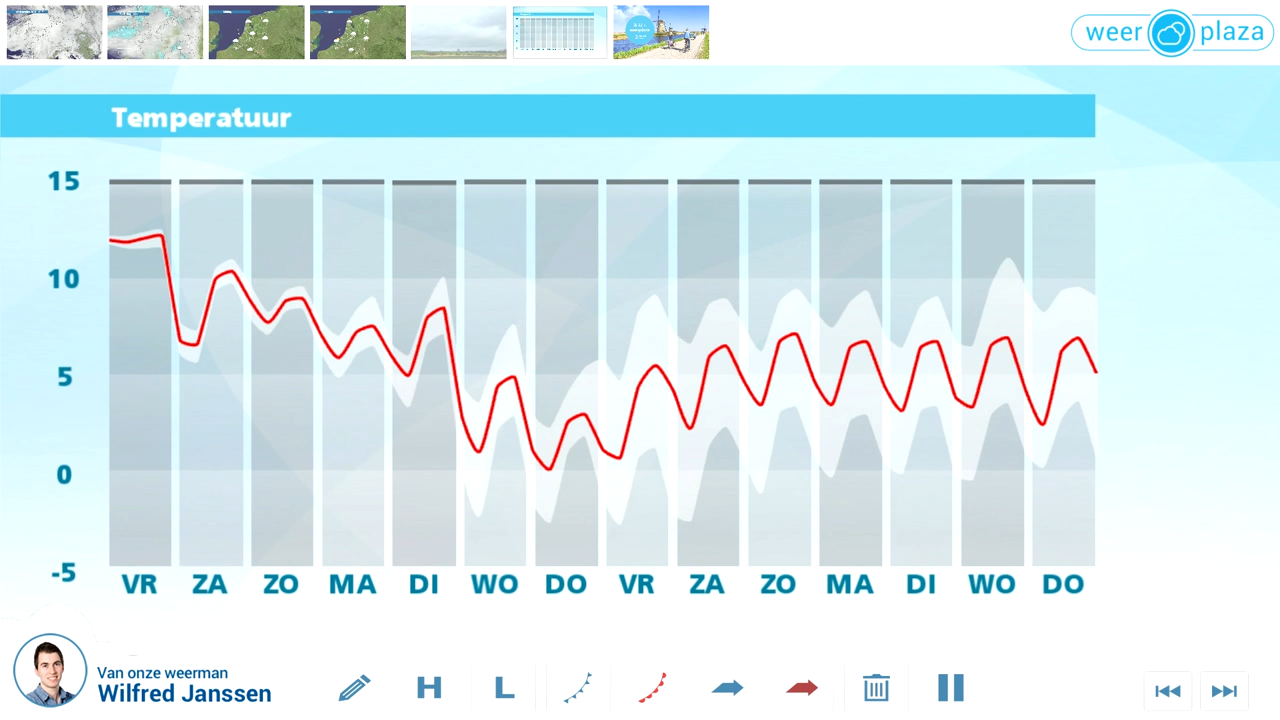 weer plaza
Temperatuur
15
10
5
0
-5
VR ZA ZO MA DI WO DO VR ZA ZO MA DI WO DO
Van onze weerman
Wilfred Janssen
H L